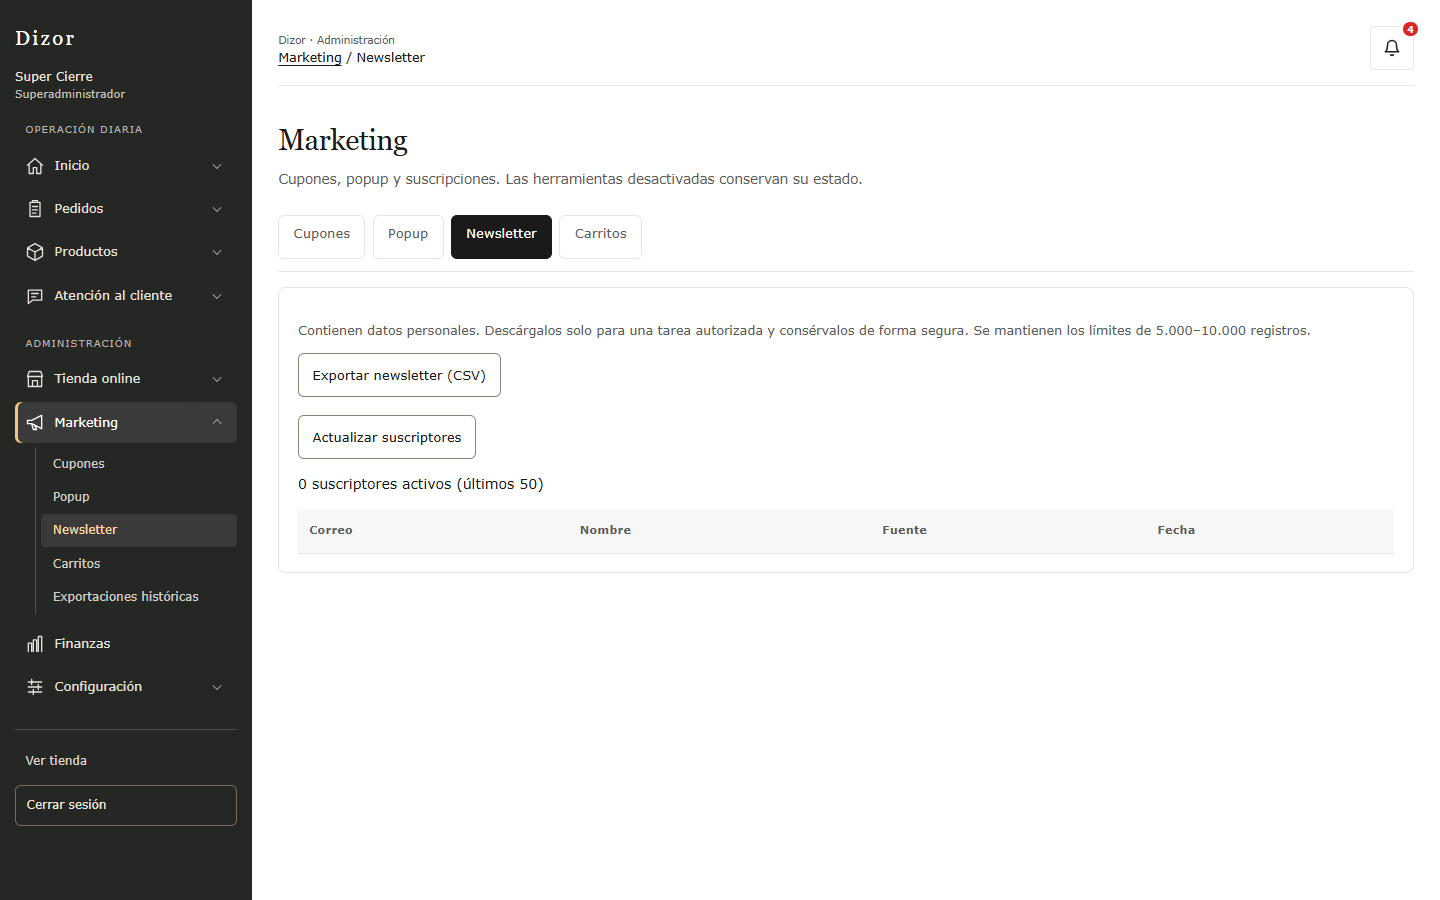 Dizor
Super Cierre
Superadministrador
OPERACIÓN DIARIA
Inicio
Pedidos
Productos
Atención al cliente
ADMINISTRACIÓN
Tienda online
Marketing
Cupones
Popup
Newsletter
Carritos
Exportaciones históricas
Finanzas
Configuración
Ver tienda
Cerrar sesión
Dizor · Administración
Marketing / Newsletter
4
Marketing
Cupones, popup y suscripciones. Las herramientas desactivadas conservan su estado.
Cupones Popup Newsletter Carritos
Contienen datos personales. Descárgalos solo para una tarea autorizada y consérvalos de forma segura. Se mantienen los límites de 5.000–10.000 registros.
Exportar newsletter (CSV)
Actualizar suscriptores
0 suscriptores activos (últimos 50)
Correo Nombre Fuente Fecha